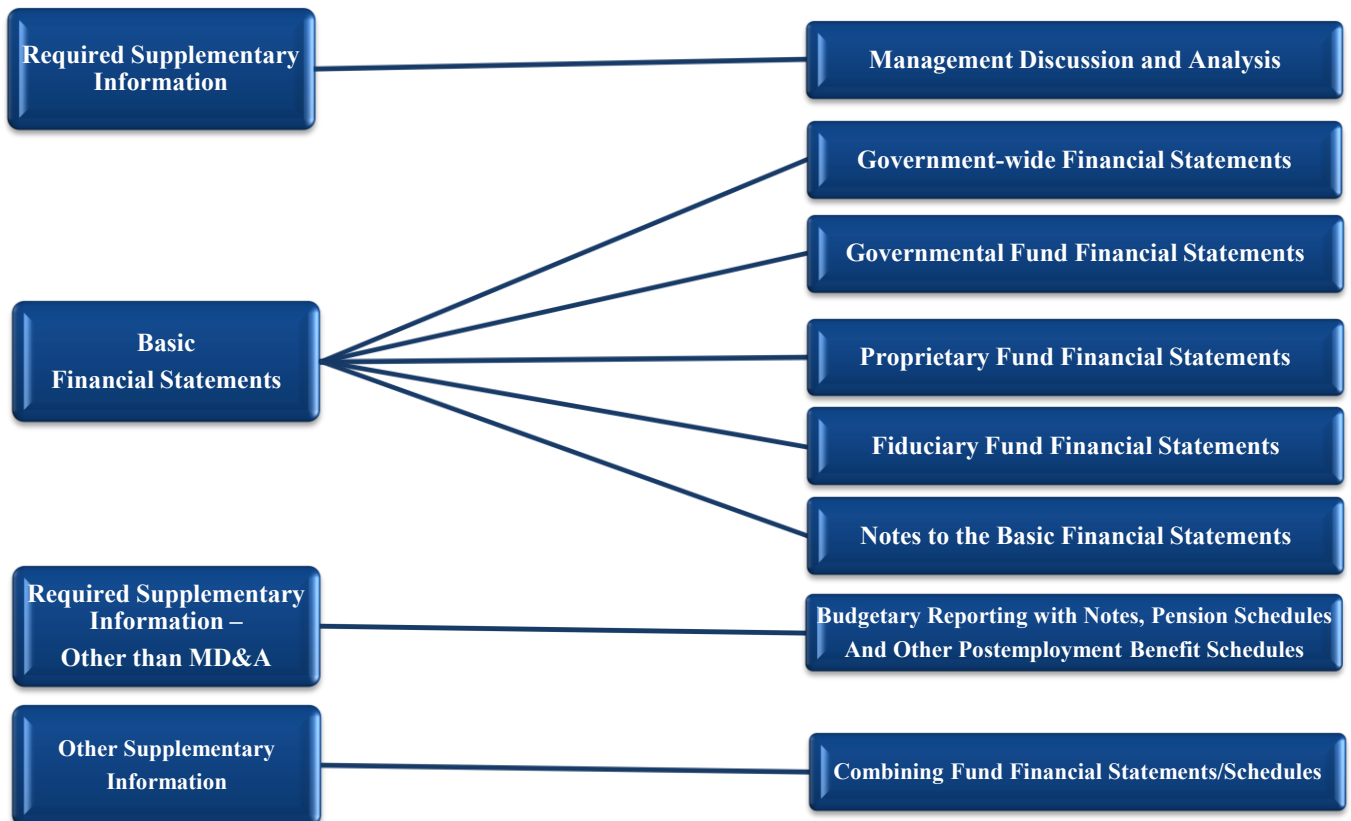 Required Supplementary
Information
Management Discussion and Analysis
Government-wide Financial Statements
Governmental Fund Financial Statements
Basic
Financial Statements
Proprietary Fund Financial Statements
Fiduciary Fund Financial Statements
Notes to the Basic Financial Statements
Required Supplementary
Information –
Other than MD&A
Budgetary Reporting with Notes, Pension Schedules
And Other Postemployment Benefit Schedules
Other Supplementary
Information
Combining Fund Financial Statements/Schedules